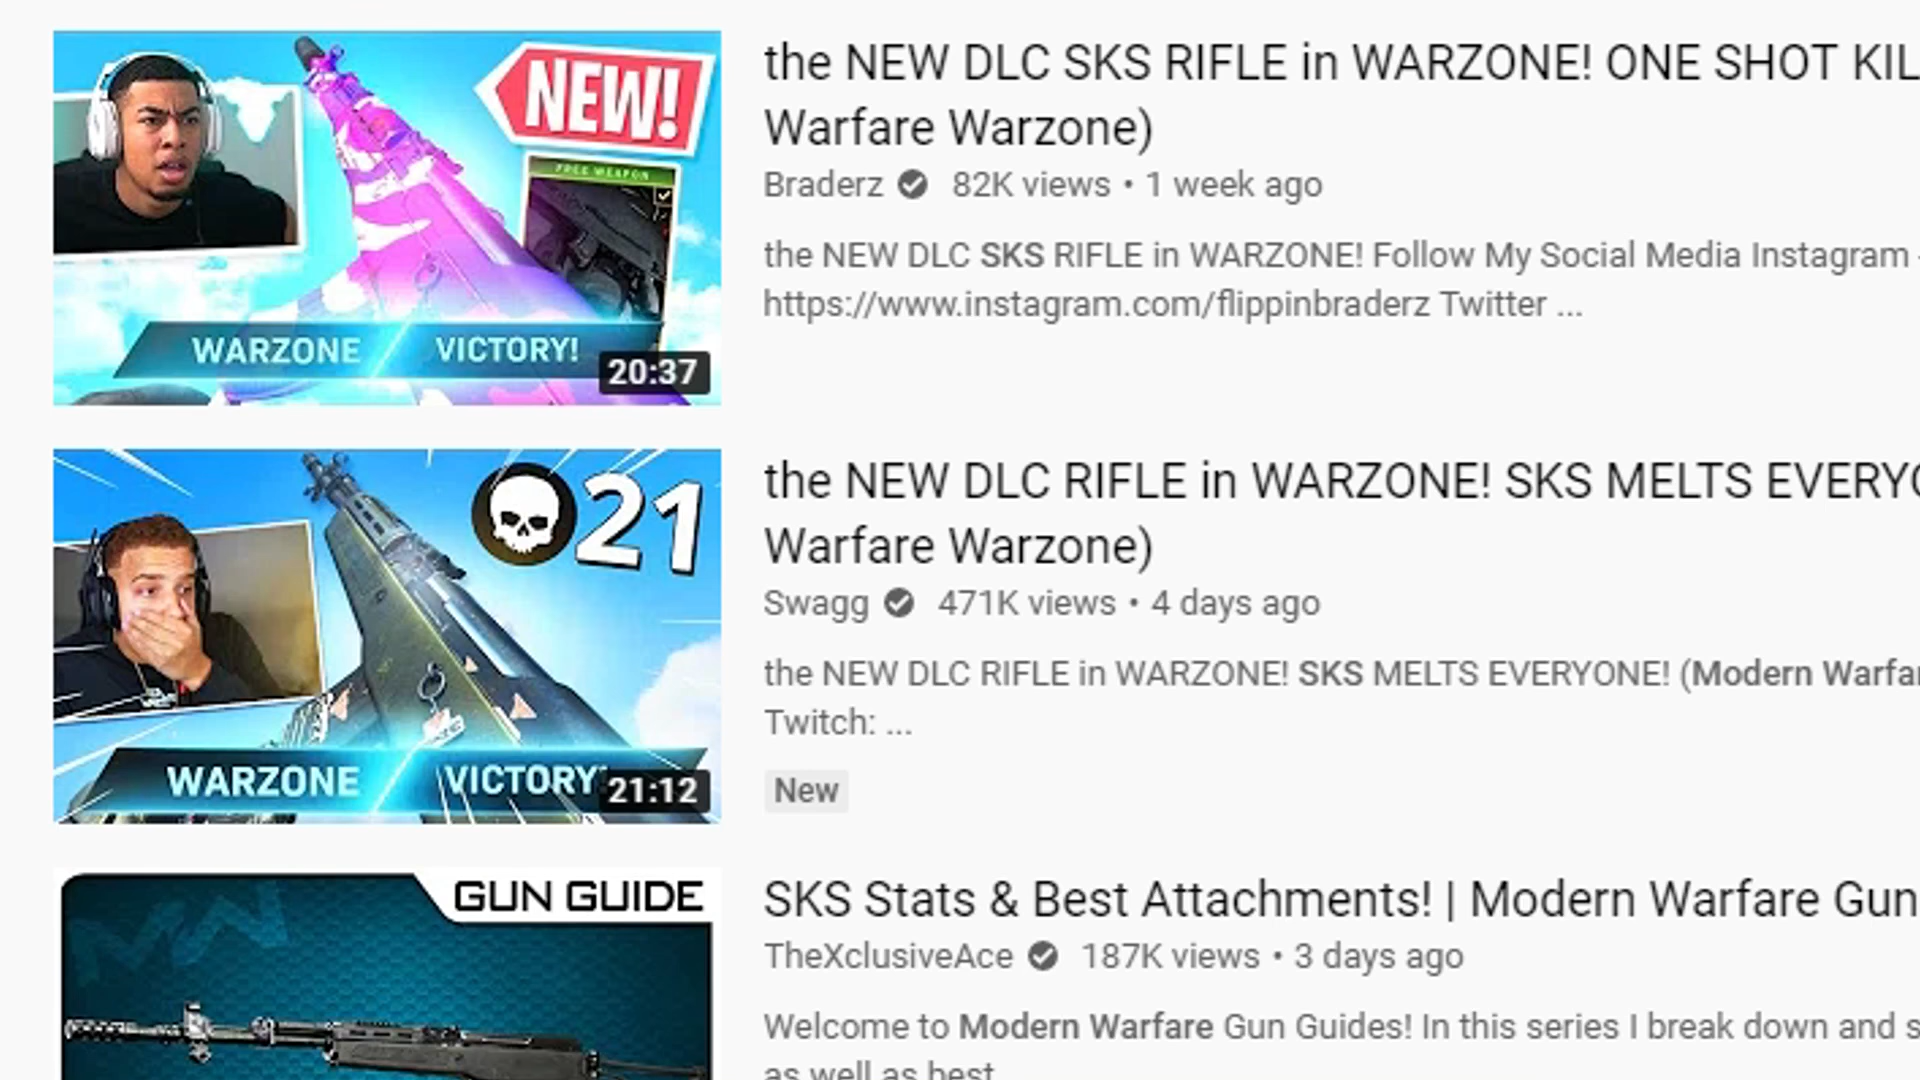 NEW!
FREE WEAPON
WARZONE VICTORY!
20:37
the NEW DLC SKS RIFLE in WARZONE! ONE SHOT KIL
Warfare Warzone)
Braderz 82K views • 1 week ago
the NEW DLC SKS RIFLE in WARZONE! Follow My Social Media Instagram -
https://www.instagram.com/flippinbraderz Twitter ...
21
WARZONE VICTORY!
21:12
the NEW DLC RIFLE in WARZONE! SKS MELTS EVERYO
Warfare Warzone)
Swagg 471K views • 4 days ago
the NEW DLC RIFLE in WARZONE! SKS MELTS EVERYONE! (Modern Warfar
Twitch: ...
New
GUN GUIDE
SKS Stats & Best Attachments! | Modern Warfare Gun
TheXclusiveAce 187K views • 3 days ago
Welcome to Modern Warfare Gun Guides! In this series I break down and s
as well as best